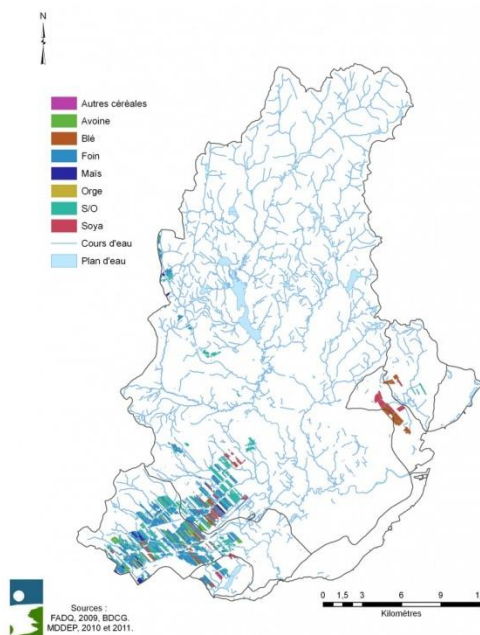 N
Autres céréales
Avoine
Blé
Foin
Maïs
Orge
S/O
Soya
Cours d'eau
Plan d'eau
Sources :
FADQ, 2009, BDCG.
MDDEP, 2010 et 2011.
0 1,5 3 6 9 1
Kilomètres